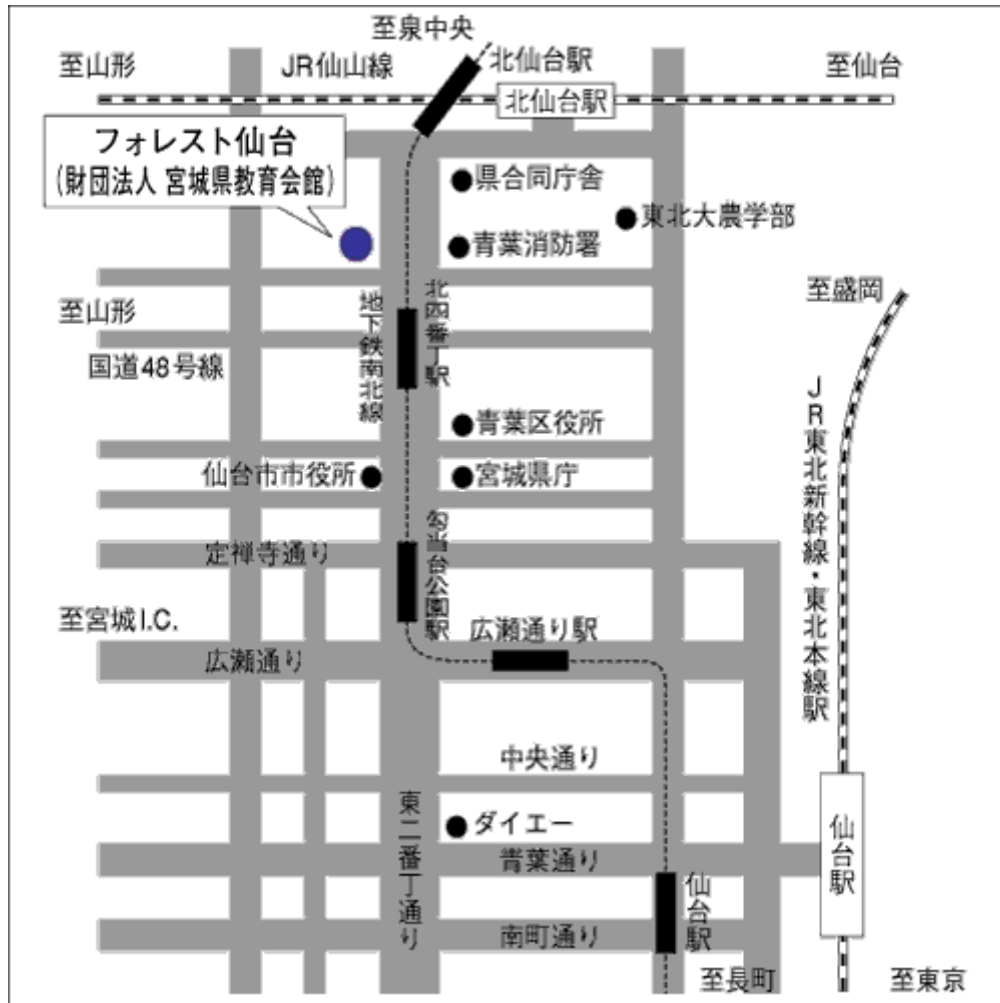 至泉中央
至山形
JR仙山線
北仙台駅
至仙台
北仙台駅
フォレスト仙台
(財団法人 宮城県教育会館)
県合同庁舎
東北大農学部
青葉消防署
至盛岡
至山形
地下鉄南北線
北四番丁駅
国道48号線
JR東北新幹線・東北本線駅
青葉区役所
仙台市市役所
宮城県庁
勾当台公園駅
定禅寺通り
至宮城I.C.
広瀬通り駅
広瀬通り
中央通り
東二番丁通り
ダイエー
青葉通り
仙台駅
仙台駅
南町通り
至長町
至東京